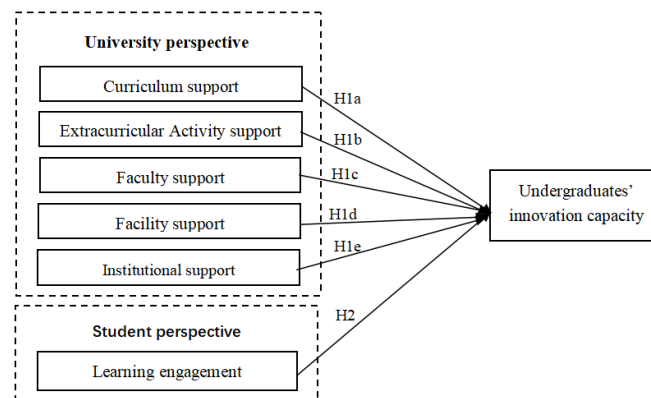 University perspective
Curriculum support
H1a
Extracurricular Activity support
H1b
Faculty support
H1c
Undergraduates’
innovation capacity
Facility support
H1d
Institutional support
H1e
Student perspective
H2
Learning engagement